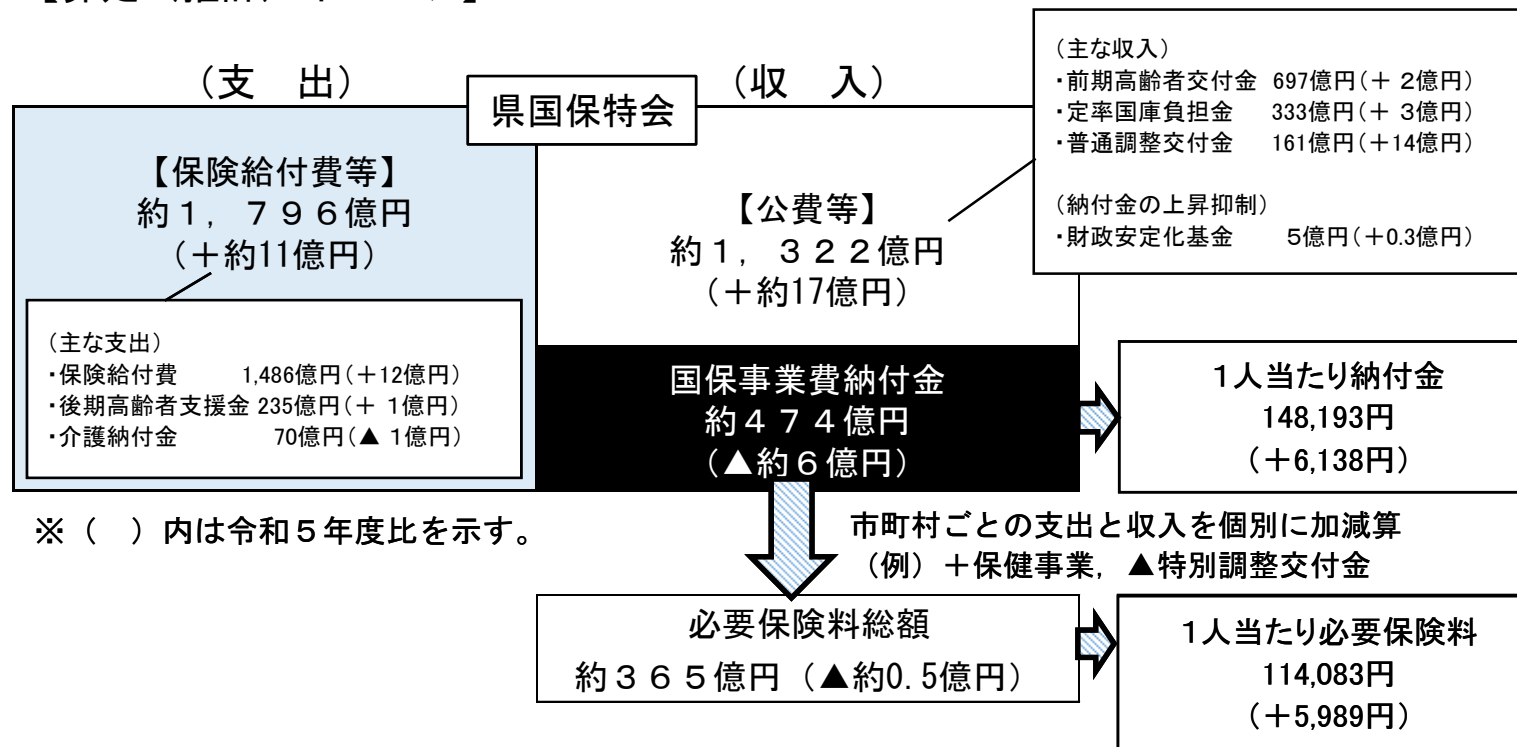 （支　出）
県国保特会
（収　入）
【保険給付費等】
約１，７９６億円
（＋約11億円）
（主な支出）
・保険給付費　1,486億円（＋12億円）
・後期高齢者支援金 235億円（＋ 1億円）
・介護納付金　70億円（▲ 1億円）
【公費等】
約１，３２２億円
（＋約17億円）
（主な収入）
・前期高齢者交付金 697億円（＋ 2億円）
・定率国庫負担金　333億円（＋ 3億円）
・普通調整交付金　161億円（＋14億円）
（納付金の上昇抑制）
・財政安定化基金　5億円（＋0.3億円）
国保事業費納付金
約４７４億円
（▲約６億円）
１人当たり納付金
148,193円
（＋6,138円）
※（　）内は令和５年度比を示す。
市町村ごとの支出と収入を個別に加減算
（例）＋保健事業，▲特別調整交付金
必要保険料総額
約３６５億円（▲約0.5億円）
１人当たり必要保険料
114,083円
（＋5,989円）